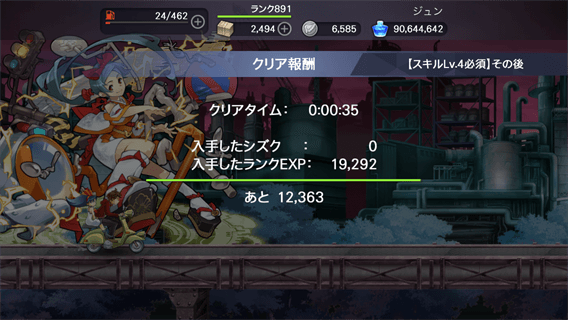 24/462
ランク891
2,494
6,585
ジュン
90,644,642
クリア報酬
【スキルLv.4必須】その後
クリアタイム： 0:00:35
入手したシズク ： 0
入手したランクEXP： 19,292
あと 12,363